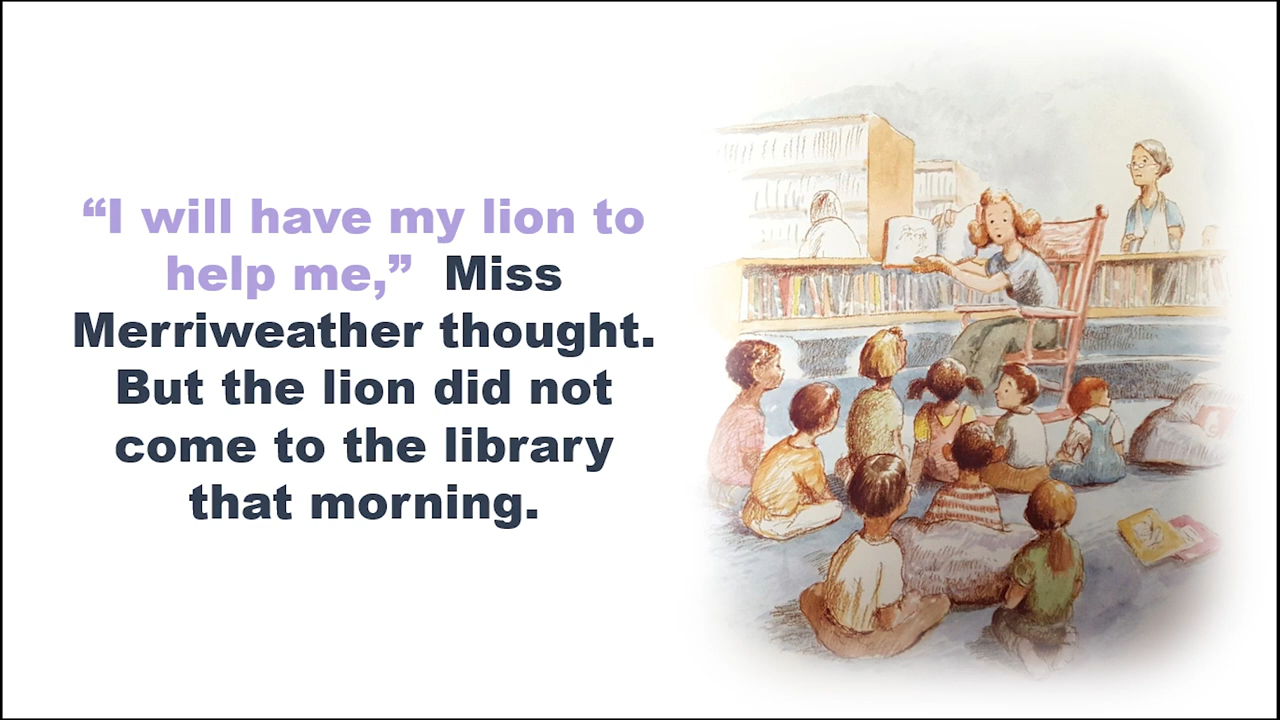 “I will have my lion to
help me,”  Miss
Merriweather thought.
But the lion did not
come to the library
that morning.